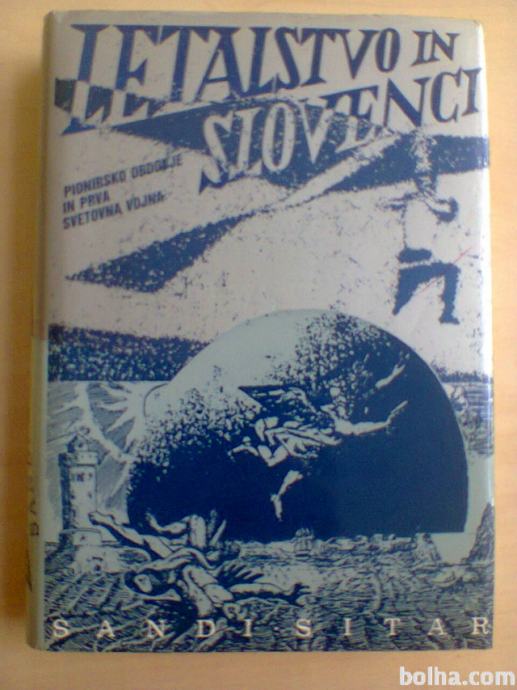 LETALSTVO IN
SLOVENCI
PIONIRSKO OBDOBJE
IN PRVA
SVETOVNA VOJNA
SANDI SITAR
bolha.com